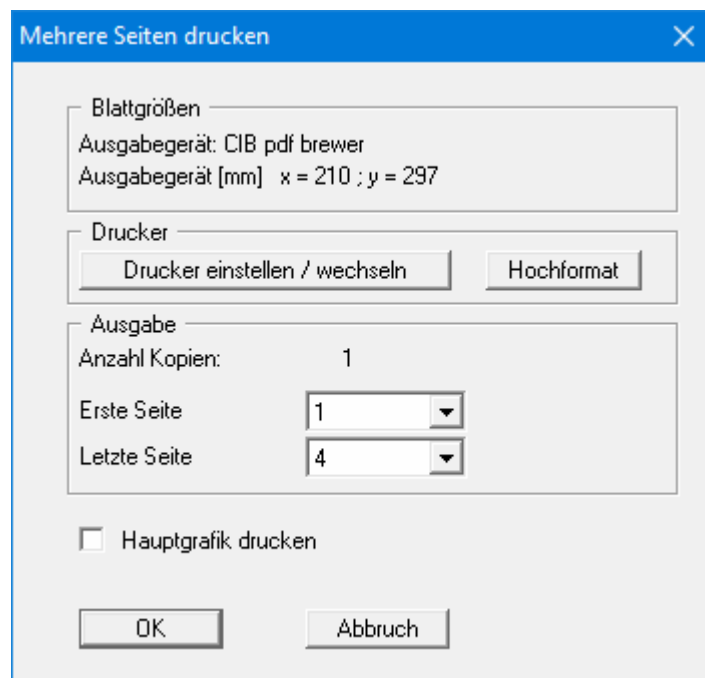 Mehrere Seiten drucken
Blattgrößen
Ausgabegerät: CIB pdf brewer
Ausgabegerät [mm] x = 210 ; y = 297
Drucker
Drucker einstellen / wechseln Hochformat
Ausgabe
Anzahl Kopien: 1
Erste Seite 1
Letzte Seite 4
Hauptgrafik drucken
OK Abbruch